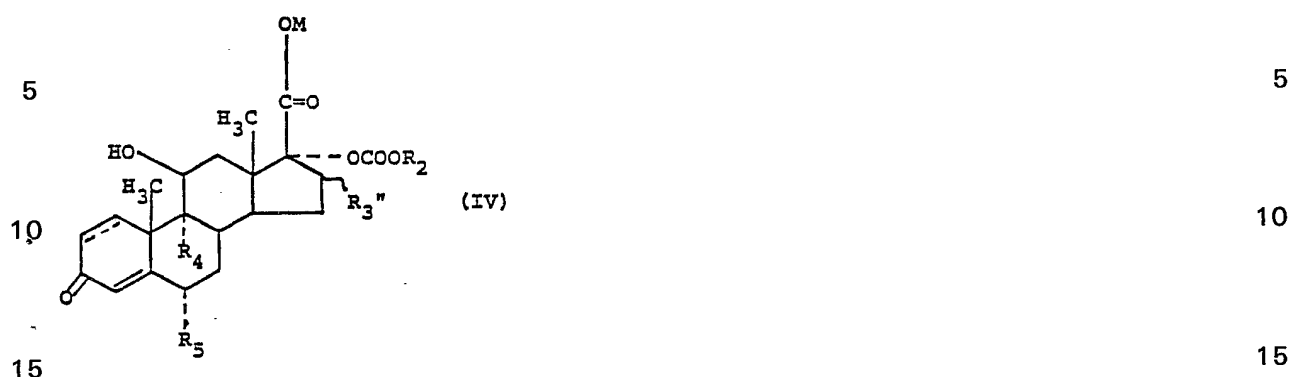 OM
5 5
C=O
H₃C
HO
OCOOR₂
H₃C
R₃" (IV)
10 10
R₄
O
R₅
15 15